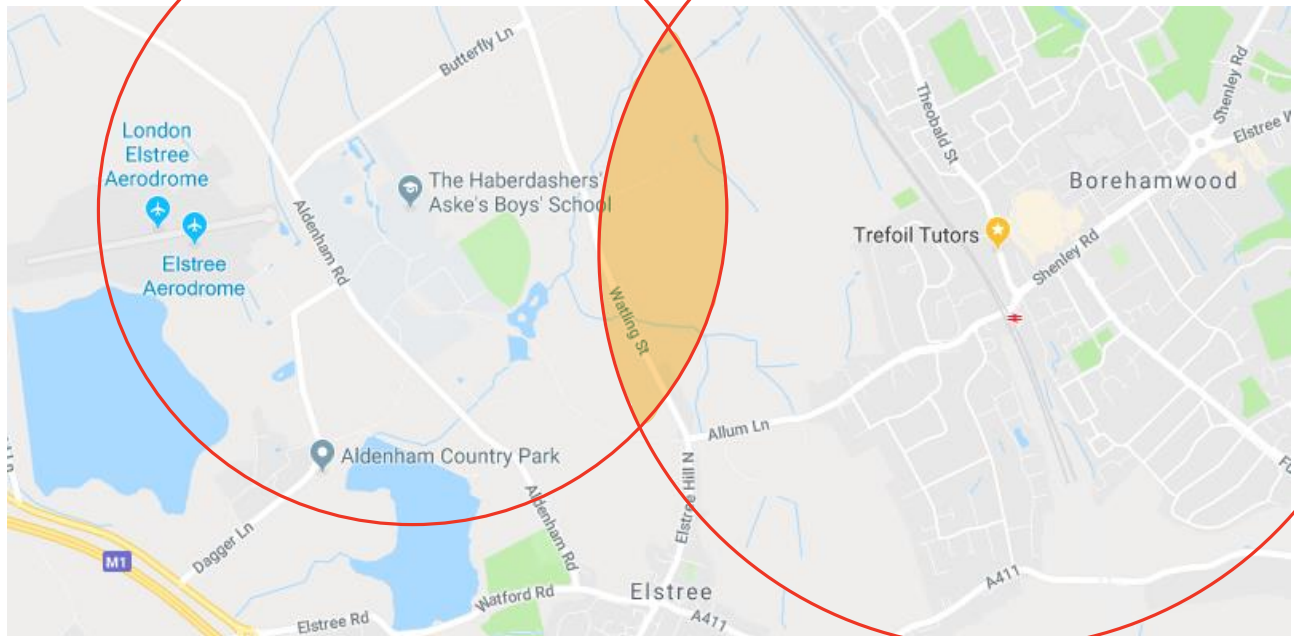 Butterfly Ln
Theobald St
Shenley Rd
Elstree W
London
Elstree
Aerodrome
The Haberdashers'
Aske's Boys' School
Borehamwood
Aldenham Rd
Trefoil Tutors
Shenley Rd
Elstree
Aerodrome
Watling St
Allum Ln
Aldenham Country Park
Elstree Hill N
Aldenham Rd
Dagger Ln
M1
A411
Watford Rd
Elstree
A411
Elstree Rd